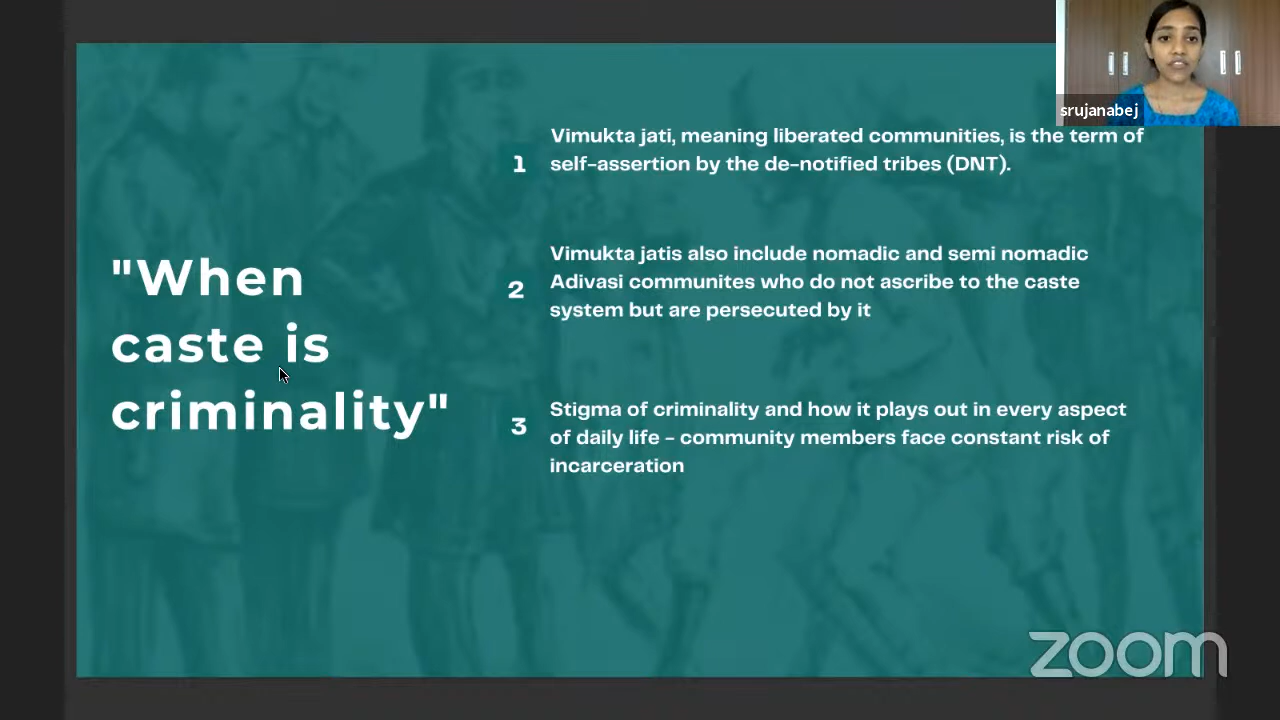 srujanabej
"When
caste is
criminality"
1
Vimukta jati, meaning liberated communities, is the term of
self-assertion by the de-notified tribes (DNT).
2
Vimukta jatis also include nomadic and semi nomadic
Adivasi communites who do not ascribe to the caste
system but are persecuted by it
3
Stigma of criminality and how it plays out in every aspect
of daily life - community members face constant risk of
incarceration
zoom